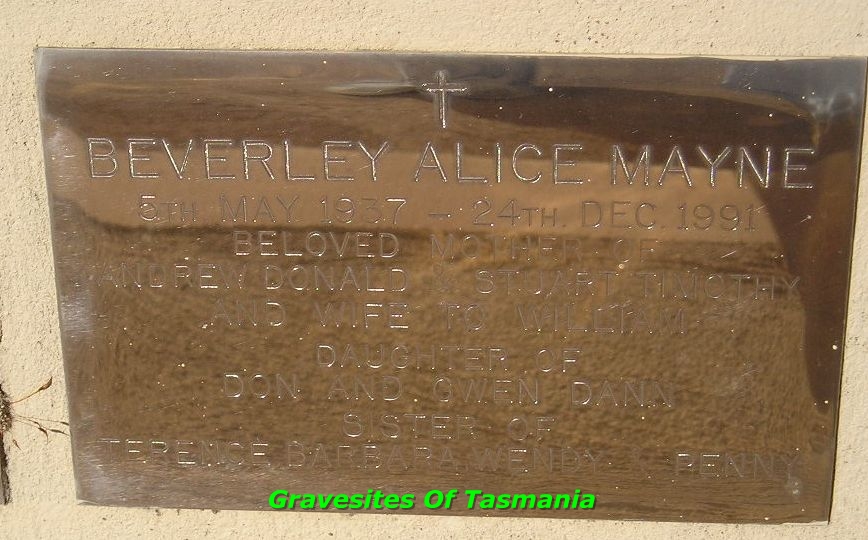 BEVERLEY ALICE MAYNE
5TH MAY 1937 - 24TH. DEC. 1991
BELOVED MOTHER OF
ANDREW DONALD & STUART TIMOTHY
AND WIFE TO WILLIAM
DAUGHTER OF
DON AND GWEN DANN
SISTER OF
TERENCE BARBARA WENDY & PENNY
Gravesites Of Tasmania